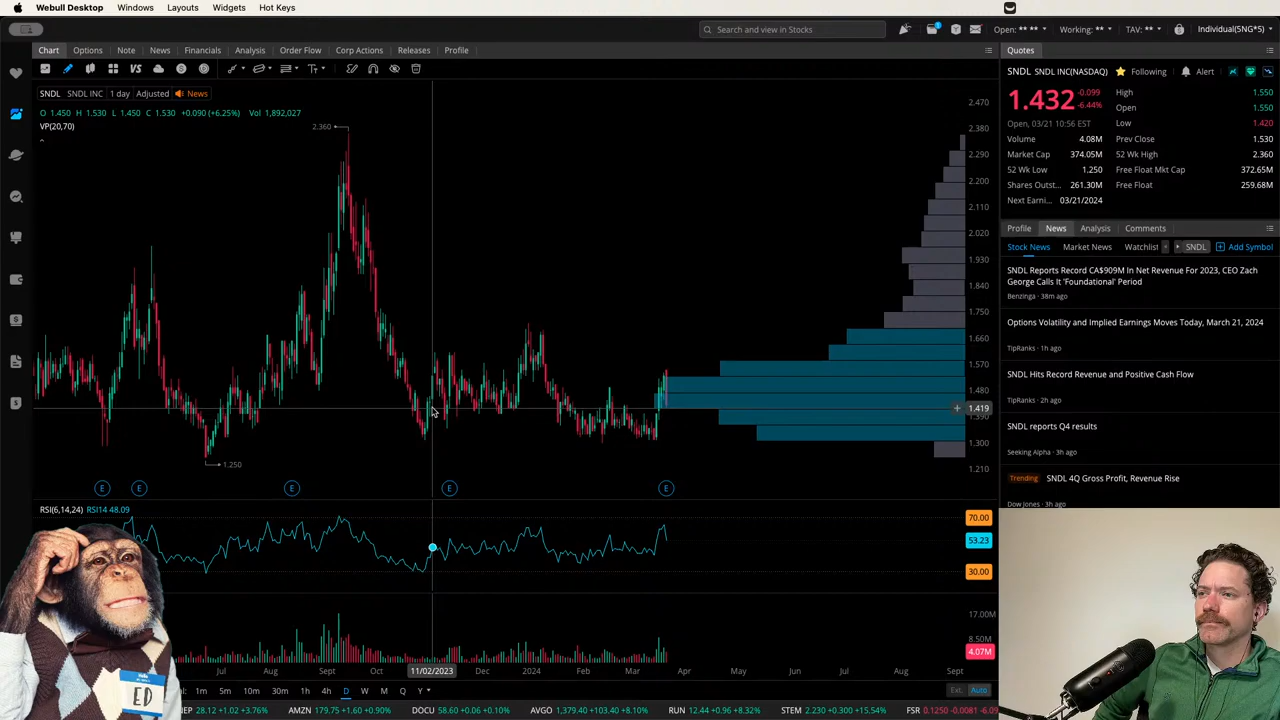 Webull Desktop Windows Layouts Widgets Hot Keys
Search and view in Stocks
Open: ** ** Working: ** TAV: ** Individual(5NG*5)
Chart Options Note News Financials Analysis Order Flow Corp Actions Releases Profile
VS
SNDL SNDL INC 1 day Adjusted News
O 1.450 H 1.530 L 1.450 C 1.530 +0.090 (+6.25%) Vol 1,892,027
VP(20,70)
2.360
1.250
2.470
2.380
2.290
2.200
2.110
2.020
1.930
1.840
1.750
1.660
1.570
1.480
1.419
1.390
1.300
1.210
E E E E E
RSI(6,14,24) RSI14 48.09
70.00
53.23
30.00
17.00M
8.50M
4.07M
Jul Aug Sept Oct 11/02/2023 Dec 2024 Feb Mar Apr May Jun Jul Aug Sept
1m 5m 10m 30m 1h 4h D W M Q Y
Ext. Auto
NEP 28.12 +1.02 +3.76% AMZN 179.75 +1.60 +0.90% DOCU 58.60 +0.06 +0.10% AVGO 1,379.40 +103.40 +8.10% RUN 12.44 +0.96 +8.32% STEM 2.230 +0.300 +15.54% FSR 0.1250 -0.0081 -6.09
ED
Quotes
SNDL SNDL INC(NASDAQ) Following Alert
1.432 -0.099
-6.44%
Open, 03/21 10:56 EST
High 1.550
Open 1.550
Low 1.420
Volume 4.08M Prev Close 1.530
Market Cap 374.05M 52 Wk High 2.360
52 Wk Low 1.250 Free Float Mkt Cap 372.65M
Shares Outst... 261.30M Free Float 259.68M
Next Earni... 03/21/2024
Profile News Analysis Comments
Stock News Market News Watchlist SNDL Add Symbol
SNDL Reports Record CA$909M In Net Revenue For 2023, CEO Zach
George Calls It 'Foundational' Period
Benzinga · 38m ago
Options Volatility and Implied Earnings Moves Today, March 21, 2024
TipRanks · 1h ago
SNDL Hits Record Revenue and Positive Cash Flow
TipRanks · 2h ago
SNDL reports Q4 results
Seeking Alpha · 3h ago
Trending SNDL 4Q Gross Profit, Revenue Rise
Dow Jones · 3h ago